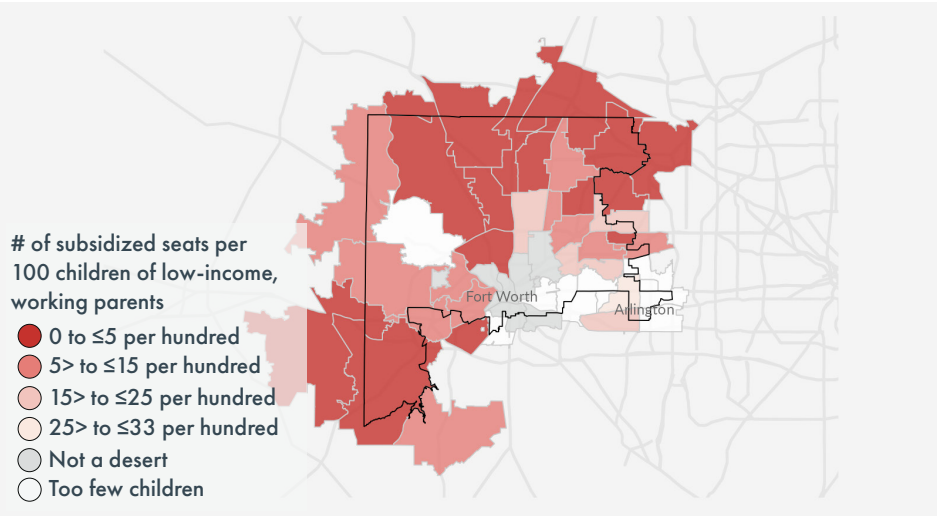 # of subsidized seats per
100 children of low-income,
working parents
0 to ≤5 per hundred
5> to ≤15 per hundred
15> to ≤25 per hundred
25> to ≤33 per hundred
Not a desert
Too few children
Fort Worth
Arlington